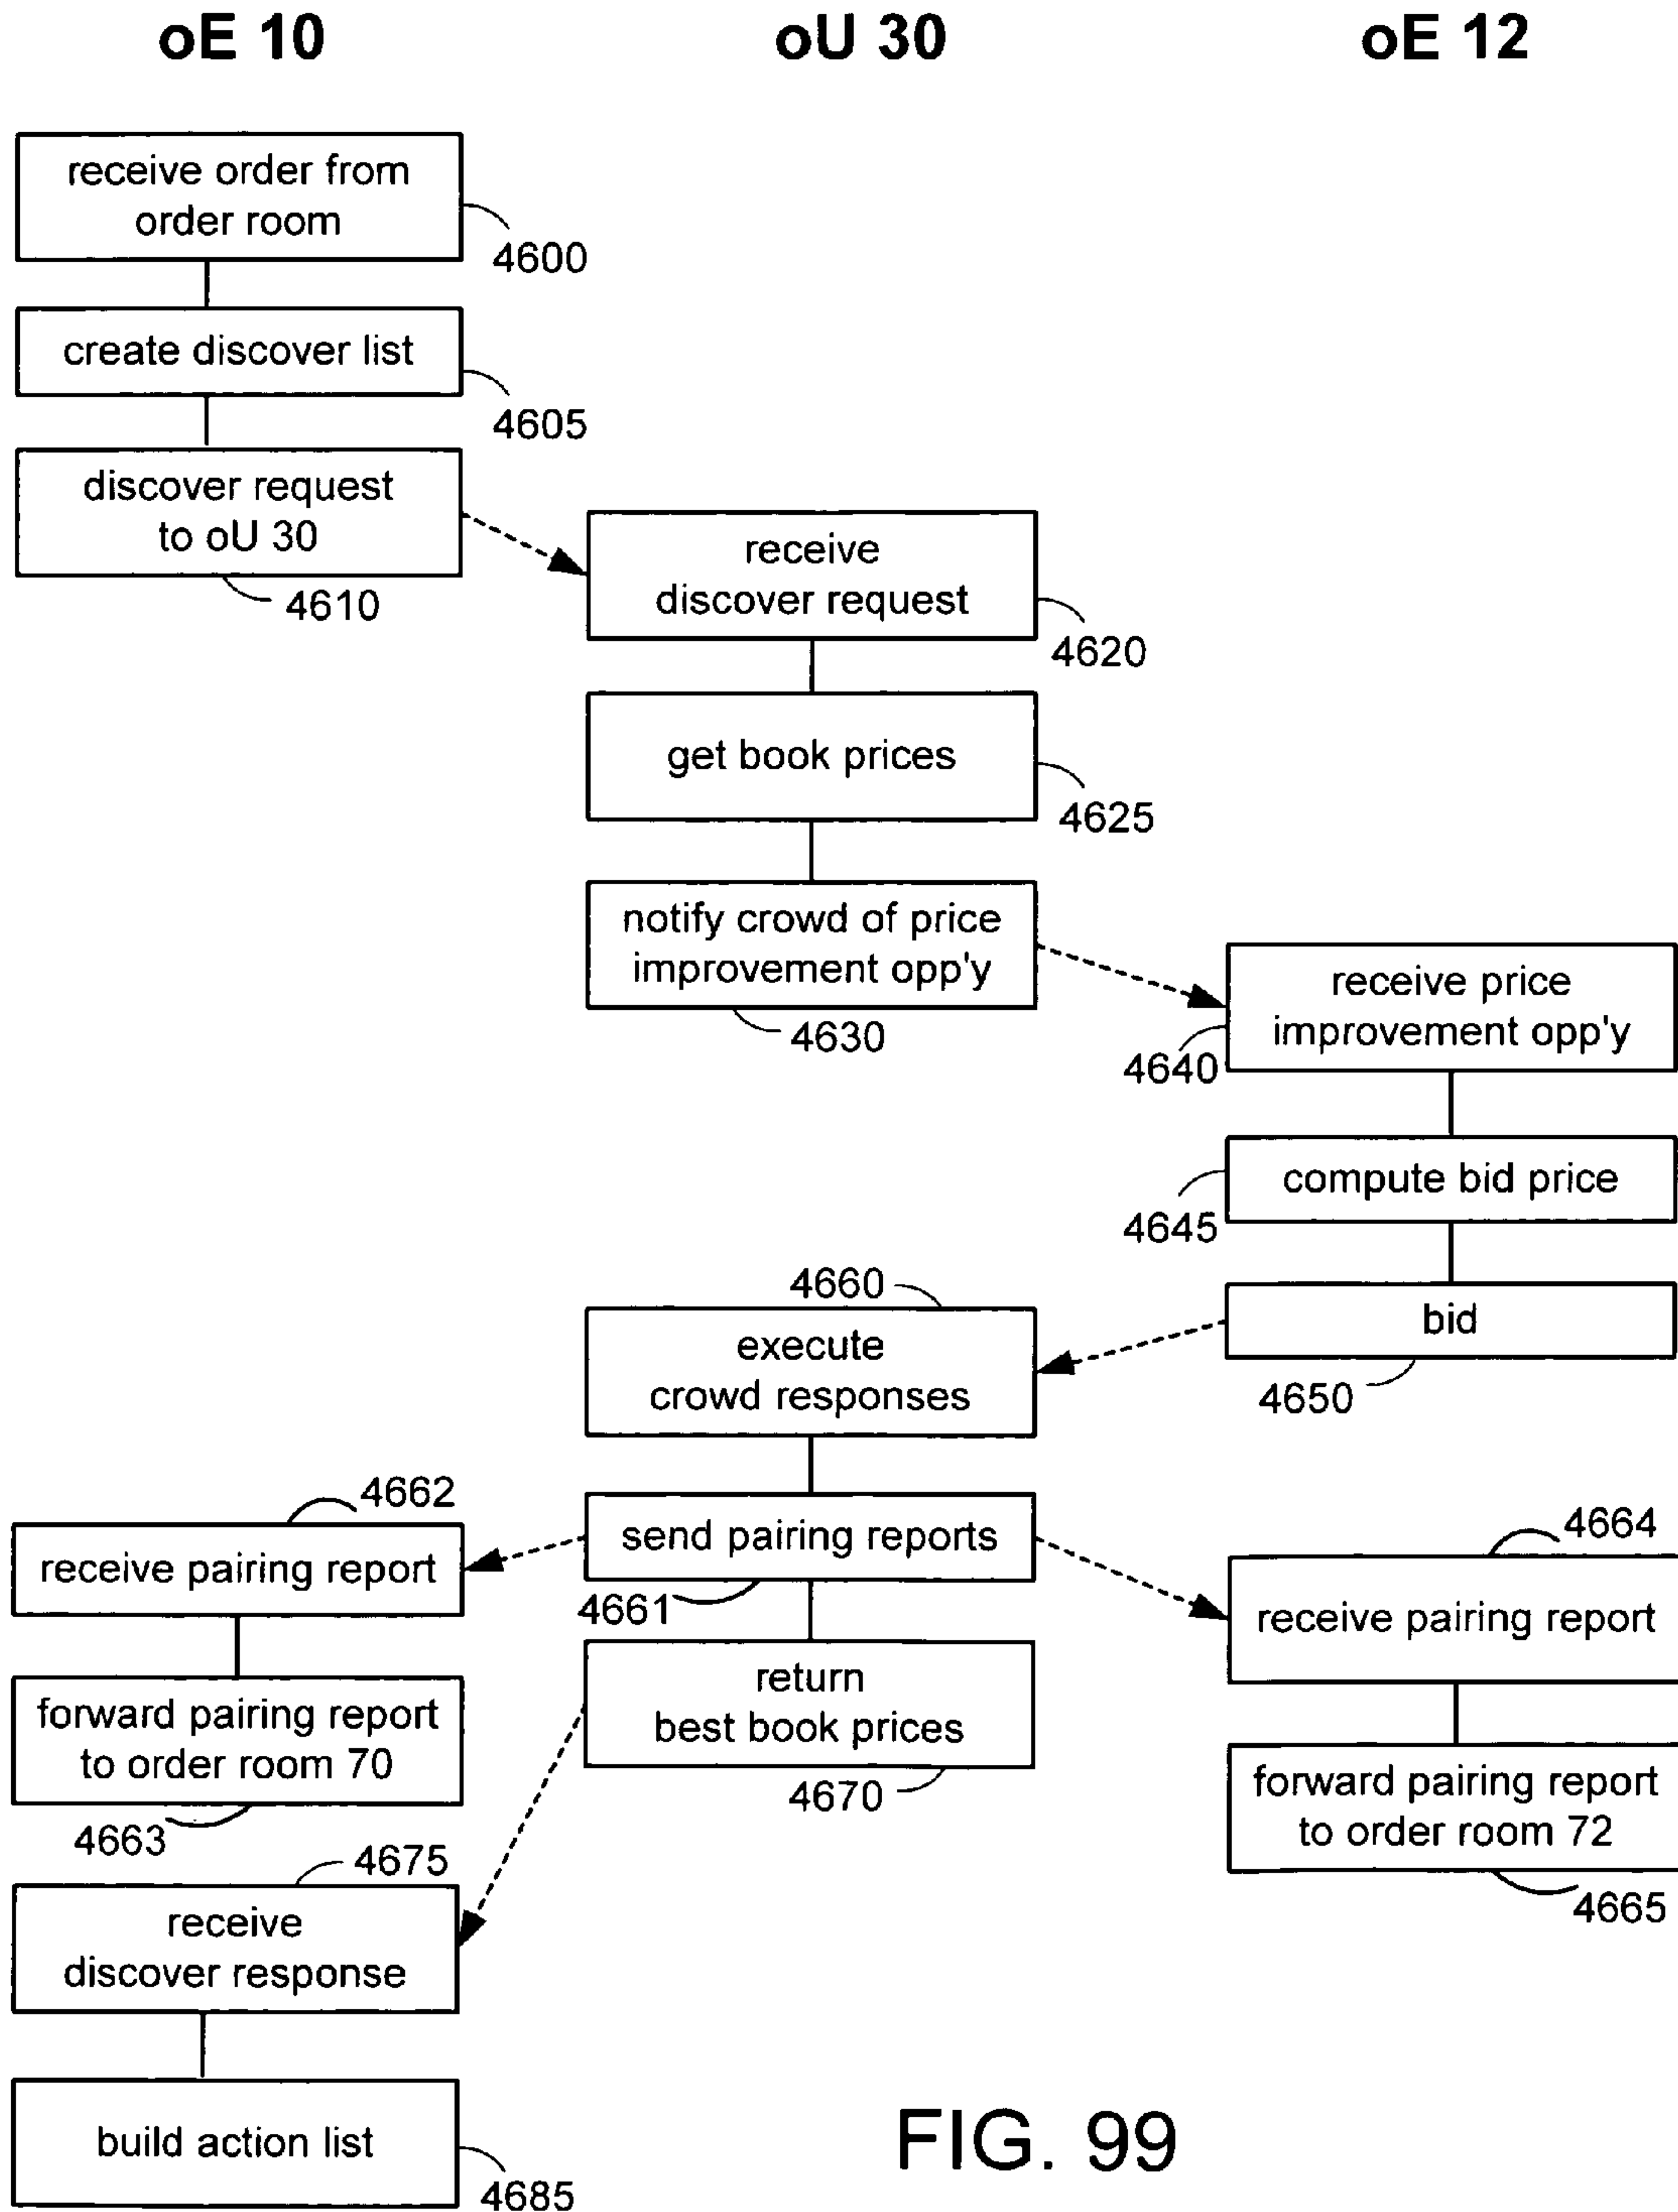 oE 10
oU 30
oE 12
receive order from
order room
4600
create discover list
4605
discover request
to oU 30
4610
receive
discover request
4620
get book prices
4625
notify crowd of price
improvement opp'y
4630
receive price
improvement opp'y
4640
compute bid price
4645
bid
4650
4660
execute
crowd responses
send pairing reports
4661
4662
receive pairing report
forward pairing report
to order room 70
4663
4664
receive pairing report
forward pairing report
to order room 72
4665
return
best book prices
4670
4675
receive
discover response
build action list
4685
FIG. 99